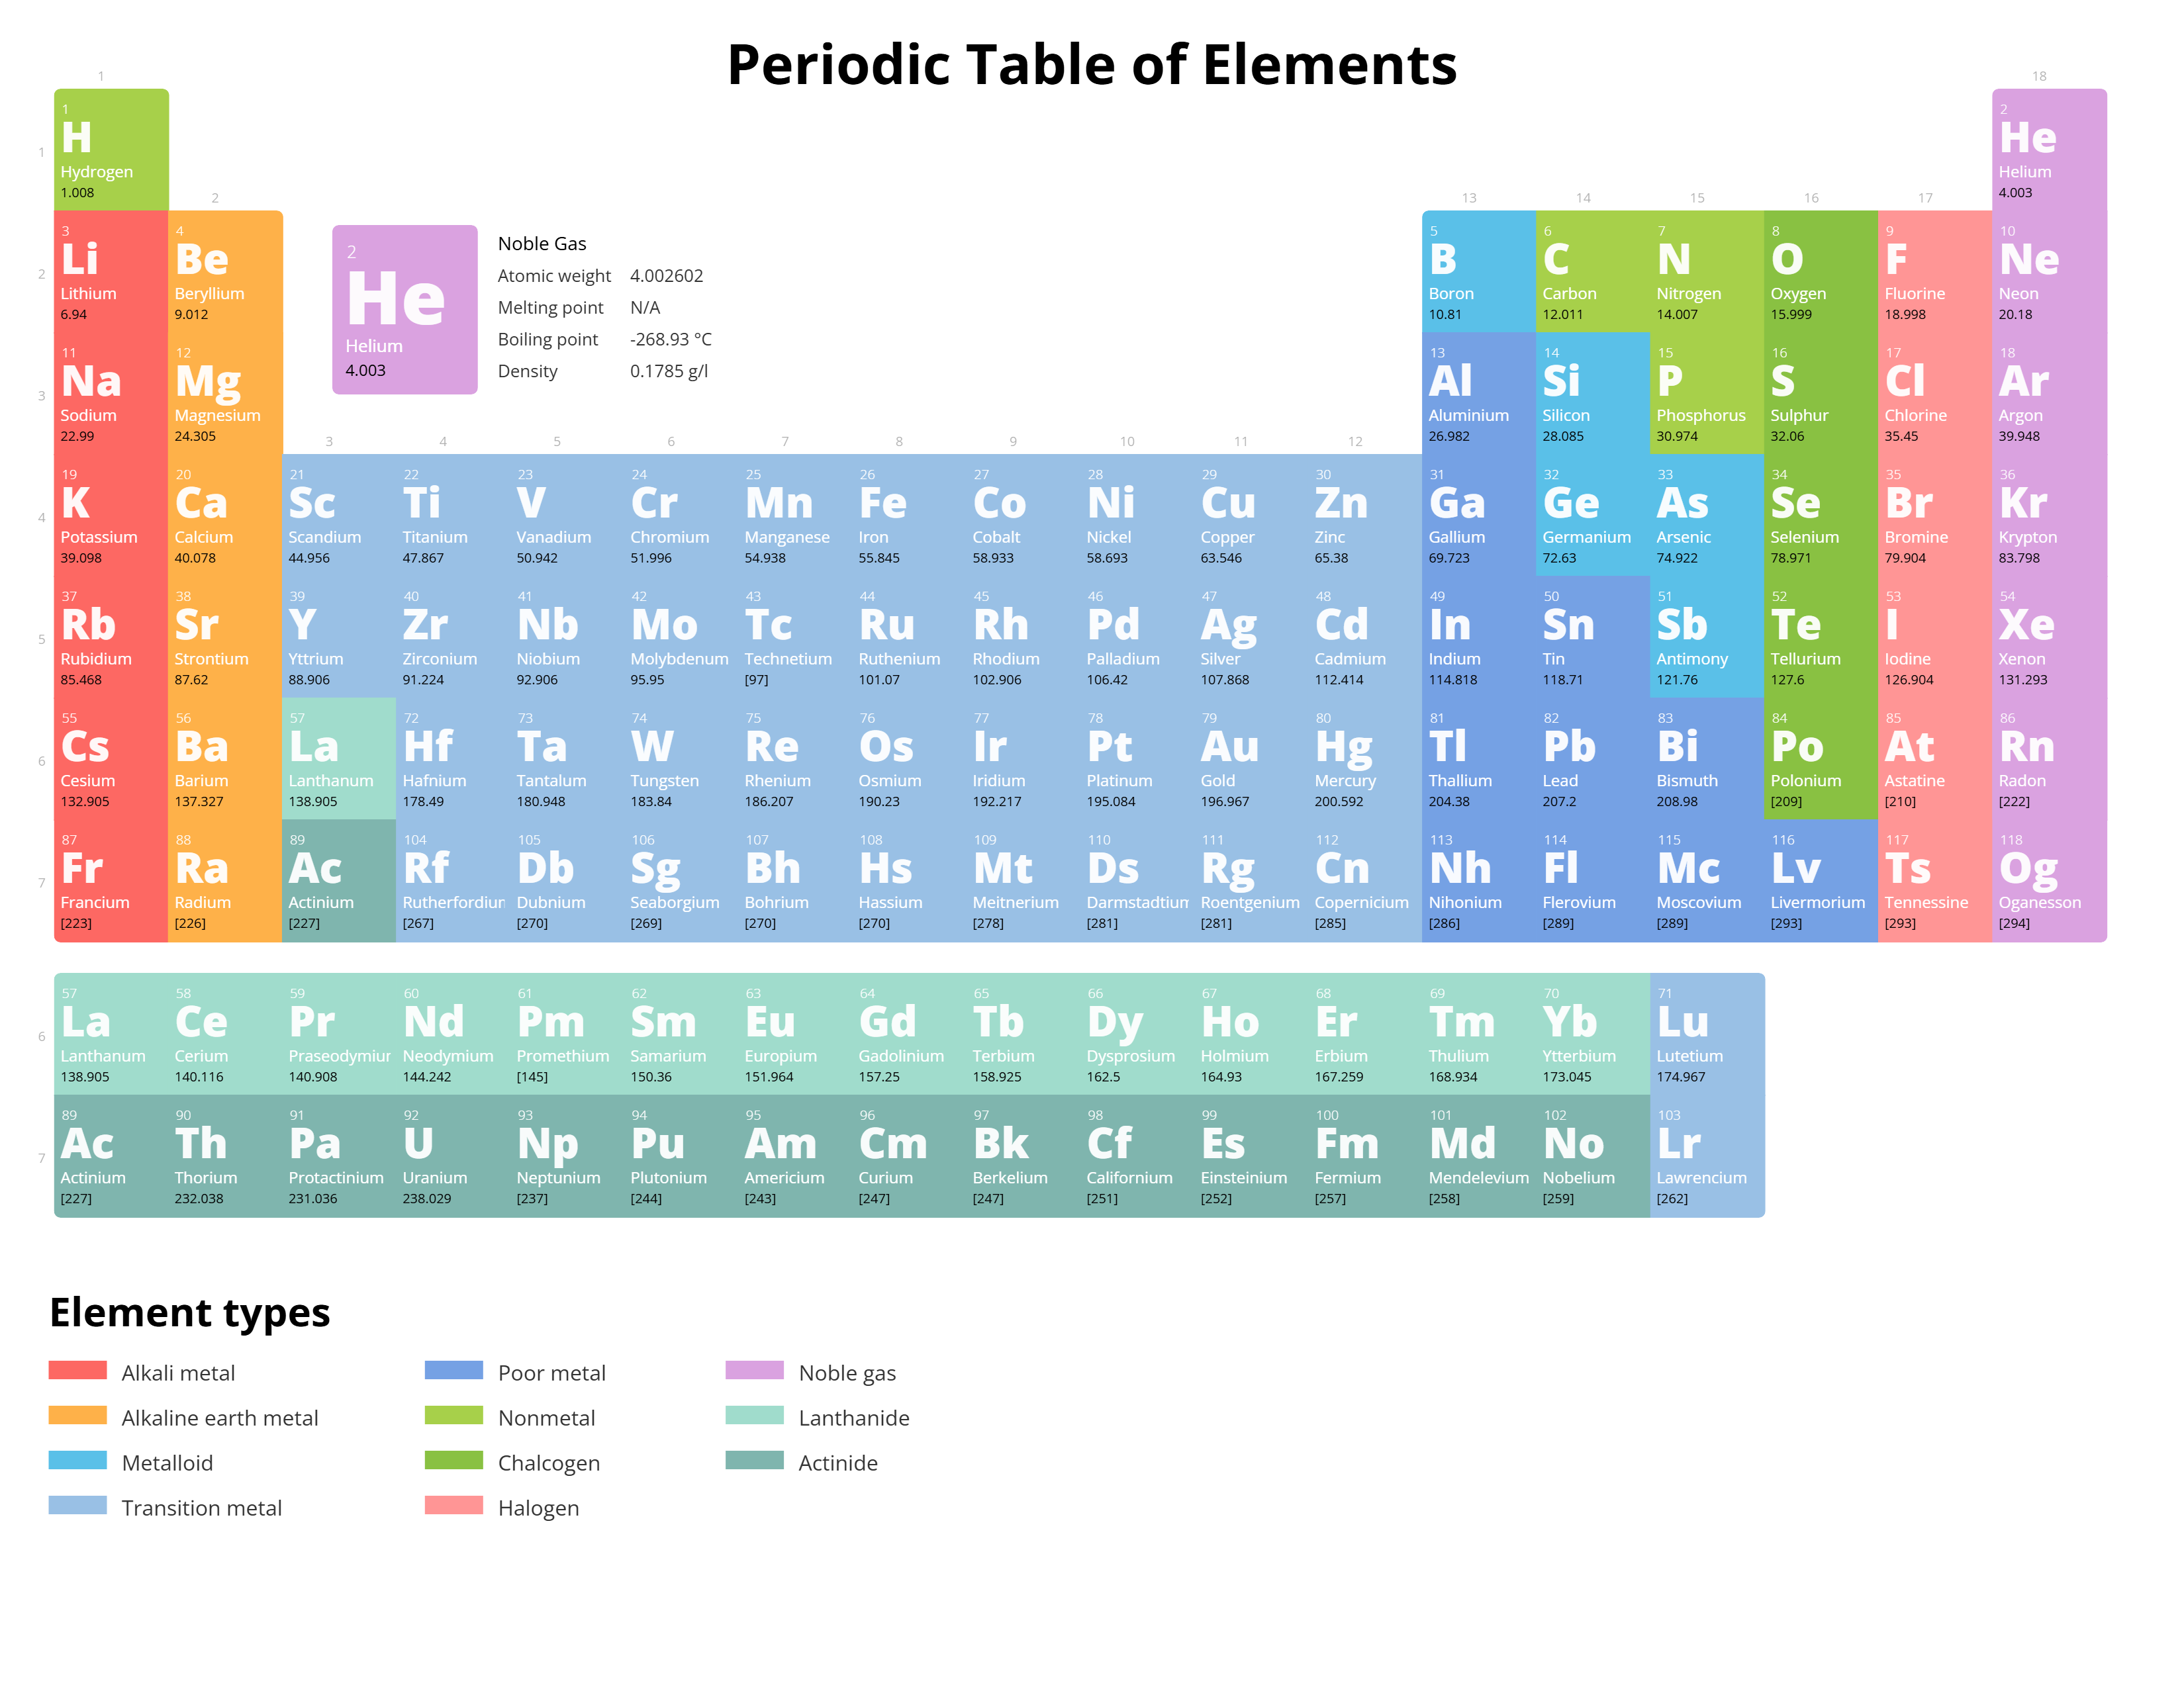 Periodic Table of Elements
1 18
1 2
H He
1 Hydrogen Helium
1.008 4.003
2 13 14 15 16 17
3 4 5 6 7 8 9 10
Li Be B C N O F Ne
2 Lithium Beryllium Boron Carbon Nitrogen Oxygen Fluorine Neon
6.94 9.012 10.81 12.011 14.007 15.999 18.998 20.18
2
He
Helium
4.003
Noble Gas
Atomic weight 4.002602
Melting point N/A
Boiling point -268.93 °C
Density 0.1785 g/l
11 12 13 14 15 16 17 18
Na Mg Al Si P S Cl Ar
3 Sodium Magnesium Aluminium Silicon Phosphorus Sulphur Chlorine Argon
22.99 24.305 26.982 28.085 30.974 32.06 35.45 39.948
3 4 5 6 7 8 9 10 11 12
19 20 21 22 23 24 25 26 27 28 29 30 31 32 33 34 35 36
K Ca Sc Ti V Cr Mn Fe Co Ni Cu Zn Ga Ge As Se Br Kr
4 Potassium Calcium Scandium Titanium Vanadium Chromium Manganese Iron Cobalt Nickel Copper Zinc Gallium Germanium Arsenic Selenium Bromine Krypton
39.098 40.078 44.956 47.867 50.942 51.996 54.938 55.845 58.933 58.693 63.546 65.38 69.723 72.63 74.922 78.971 79.904 83.798
37 38 39 40 41 42 43 44 45 46 47 48 49 50 51 52 53 54
Rb Sr Y Zr Nb Mo Tc Ru Rh Pd Ag Cd In Sn Sb Te I Xe
5 Rubidium Strontium Yttrium Zirconium Niobium Molybdenum Technetium Ruthenium Rhodium Palladium Silver Cadmium Indium Tin Antimony Tellurium Iodine Xenon
85.468 87.62 88.906 91.224 92.906 95.95 [97] 101.07 102.906 106.42 107.868 112.414 114.818 118.71 121.76 127.6 126.904 131.293
55 56 57 72 73 74 75 76 77 78 79 80 81 82 83 84 85 86
Cs Ba La Hf Ta W Re Os Ir Pt Au Hg Tl Pb Bi Po At Rn
6 Cesium Barium Lanthanum Hafnium Tantalum Tungsten Rhenium Osmium Iridium Platinum Gold Mercury Thallium Lead Bismuth Polonium Astatine Radon
132.905 137.327 138.905 178.49 180.948 183.84 186.207 190.23 192.217 195.084 196.967 200.592 204.38 207.2 208.98 [209] [210] [222]
87 88 89 104 105 106 107 108 109 110 111 112 113 114 115 116 117 118
Fr Ra Ac Rf Db Sg Bh Hs Mt Ds Rg Cn Nh Fl Mc Lv Ts Og
7 Francium Radium Actinium Rutherfordiun Dubnium Seaborgium Bohrium Hassium Meitnerium Darmstadtiun Roentgenium Copernicium Nihonium Flerovium Moscovium Livermorium Tennessine Oganesson
[223] [226] [227] [267] [270] [269] [270] [270] [278] [281] [281] [285] [286] [289] [289] [293] [293] [294]
57 58 59 60 61 62 63 64 65 66 67 68 69 70 71
La Ce Pr Nd Pm Sm Eu Gd Tb Dy Ho Er Tm Yb Lu
6 Lanthanum Cerium Praseodymiur Neodymium Promethium Samarium Europium Gadolinium Terbium Dysprosium Holmium Erbium Thulium Ytterbium Lutetium
138.905 140.116 140.908 144.242 [145] 150.36 151.964 157.25 158.925 162.5 164.93 167.259 168.934 173.045 174.967
89 90 91 92 93 94 95 96 97 98 99 100 101 102 103
Ac Th Pa U Np Pu Am Cm Bk Cf Es Fm Md No Lr
7 Actinium Thorium Protactinium Uranium Neptunium Plutonium Americium Curium Berkelium Californium Einsteinium Fermium Mendelevium Nobelium Lawrencium
[227] 232.038 231.036 238.029 [237] [244] [243] [247] [247] [251] [252] [257] [258] [259] [262]
Element types
Alkali metal Poor metal Noble gas
Alkaline earth metal Nonmetal Lanthanide
Metalloid Chalcogen Actinide
Transition metal Halogen